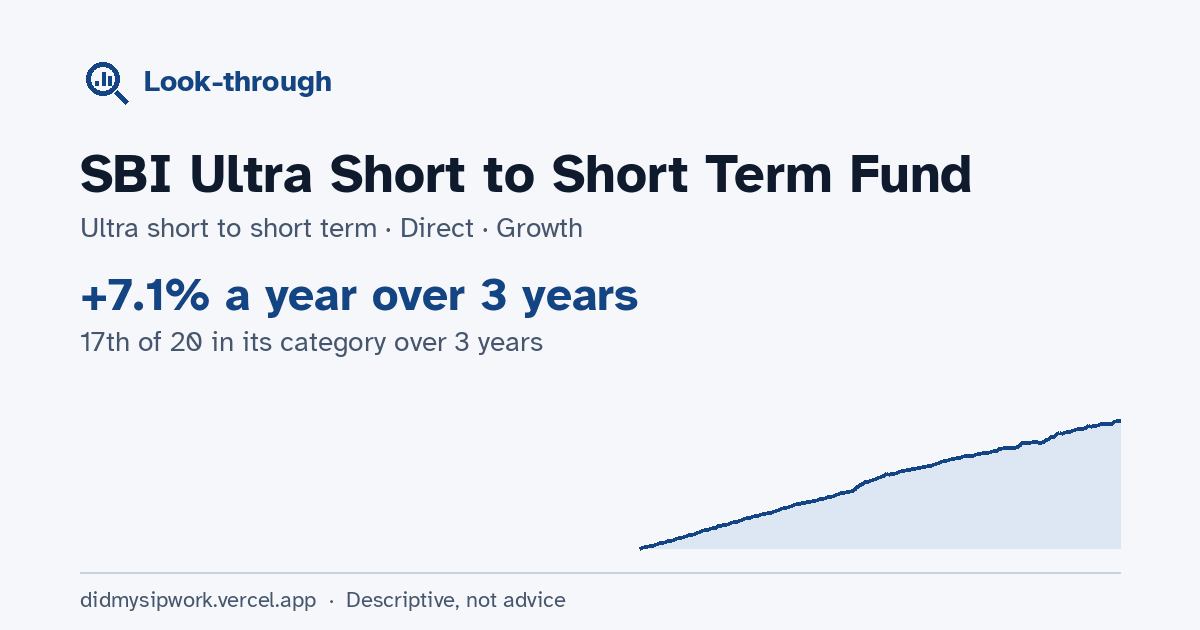 Look-through
SBI Ultra Short to Short Term Fund
Ultra short to short term · Direct · Growth
+7.1% a year over 3 years
17th of 20 in its category over 3 years
didmysipwork.vercel.app · Descriptive, not advice